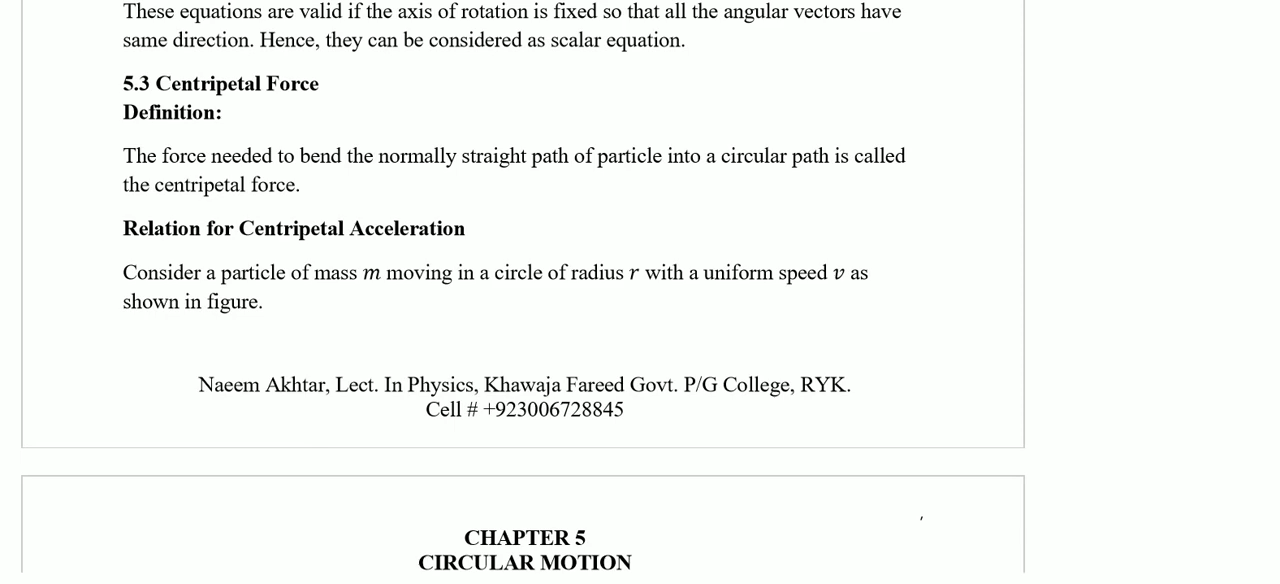 These equations are valid if the axis of rotation is fixed so that all the angular vectors have
same direction. Hence, they can be considered as scalar equation.
5.3 Centripetal Force
Definition:
The force needed to bend the normally straight path of particle into a circular path is called
the centripetal force.
Relation for Centripetal Acceleration
Consider a particle of mass m moving in a circle of radius r with a uniform speed v as
shown in figure.
Naeem Akhtar, Lect. In Physics, Khawaja Fareed Govt. P/G College, RYK.
Cell # +923006728845
CHAPTER 5
CIRCULAR MOTION